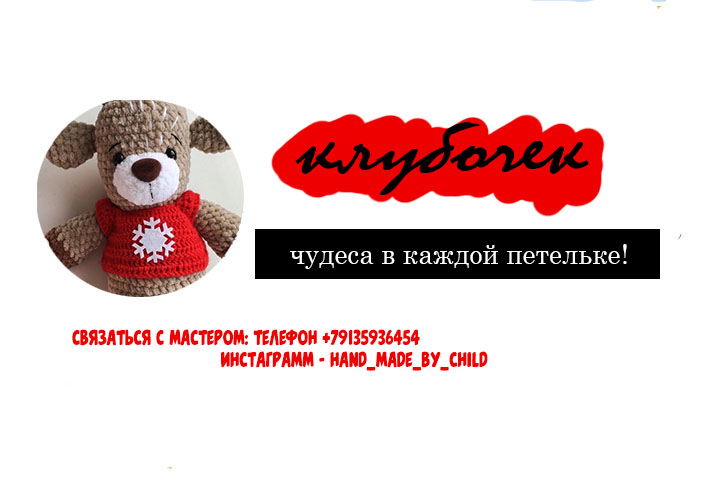 клубочек
чудеса в каждой петельке!
СВЯЗАТЬСЯ С МАСТЕРОМ: ТЕЛЕФОН +79135936454
ИНСТАГРАММ - HAND_MADE_BY_CHILD